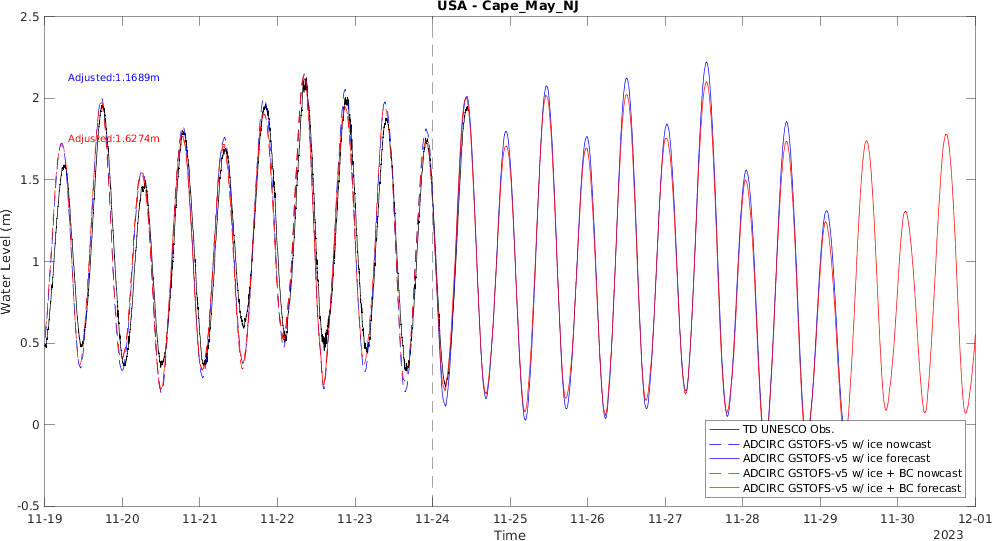 USA - Cape_May_NJ
Adjusted:1.1689m
Adjusted:1.6274m
Water Level (m)
2.5
2
1.5
1
0.5
0
-0.5
TD UNESCO Obs.
ADCIRC GSTOFS-v5 w/ ice nowcast
ADCIRC GSTOFS-v5 w/ ice forecast
ADCIRC GSTOFS-v5 w/ ice + BC nowcast
ADCIRC GSTOFS-v5 w/ ice + BC forecast
11-19 11-20 11-21 11-22 11-23 11-24 11-25 11-26 11-27 11-28 11-29 11-30 12-01
Time
2023